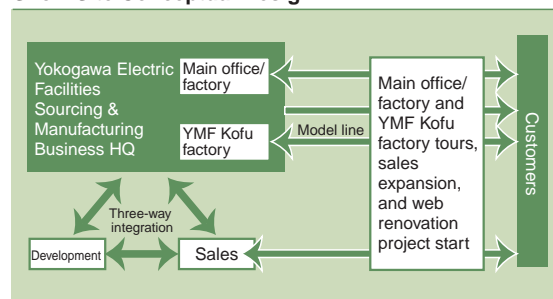 Yokogawa Electric
Facilities
Sourcing &
Manufacturing
Business HQ
Main office/
factory
YMF Kofu
factory
Model line
Main office/
factory and
YMF Kofu
factory tours,
sales
expansion,
and web
renovation
project start
Customers
Three-way
integration
Development
Sales